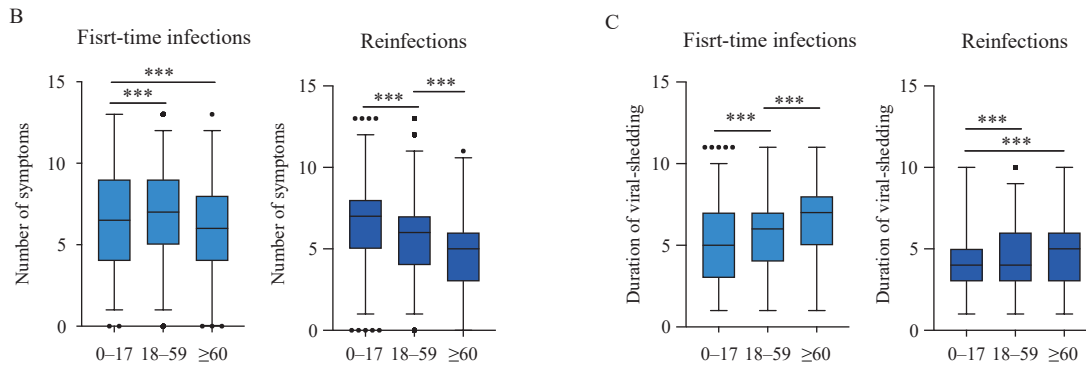 B
Fisrt-time infections
Reinfections
Number of symptoms
15
10
5
0
***
***
0–17 18–59 ≥60
Number of symptoms
15
10
5
0
*** ***
0–17 18–59 ≥60
C
Fisrt-time infections
Reinfections
Duration of viral-shedding
15
10
5
0
***
***
0–17 18–59 ≥60
Duration of viral-shedding
15
10
5
0
***
***
0–17 18–59 ≥60